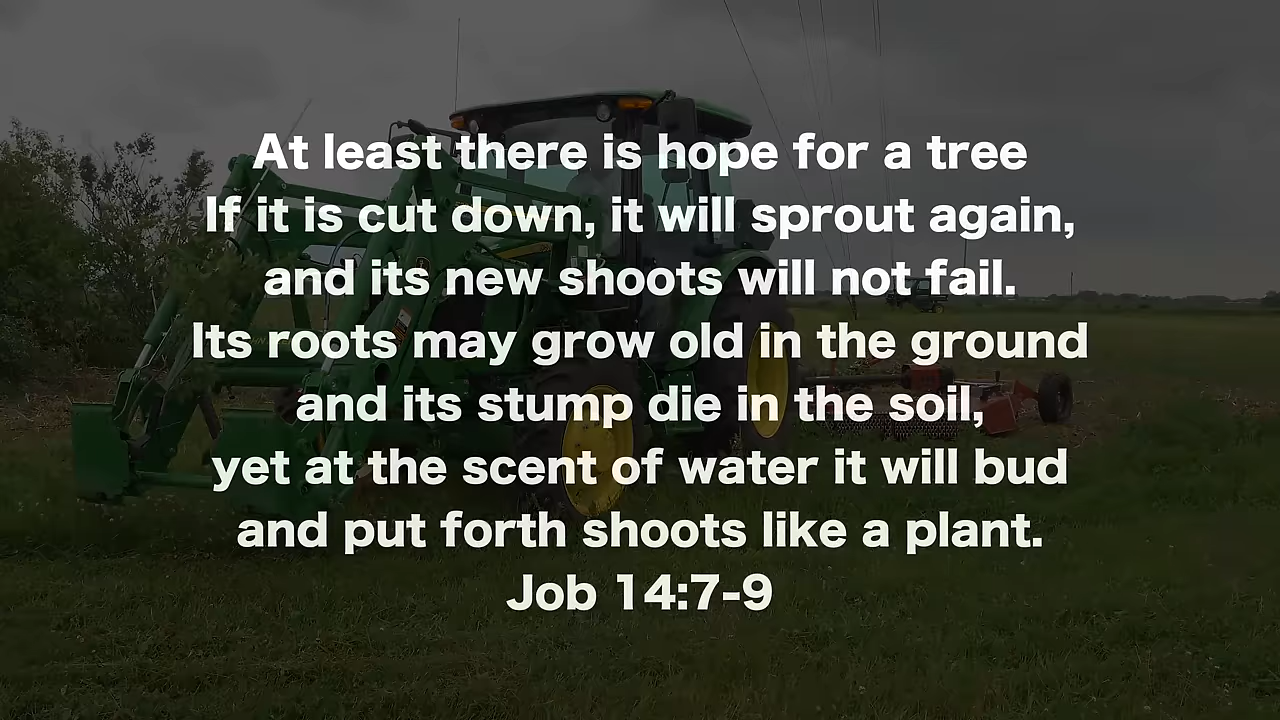 At least there is hope for a tree
If it is cut down, it will sprout again,
and its new shoots will not fail.
Its roots may grow old in the ground
and its stump die in the soil,
yet at the scent of water it will bud
and put forth shoots like a plant.
Job 14:7-9